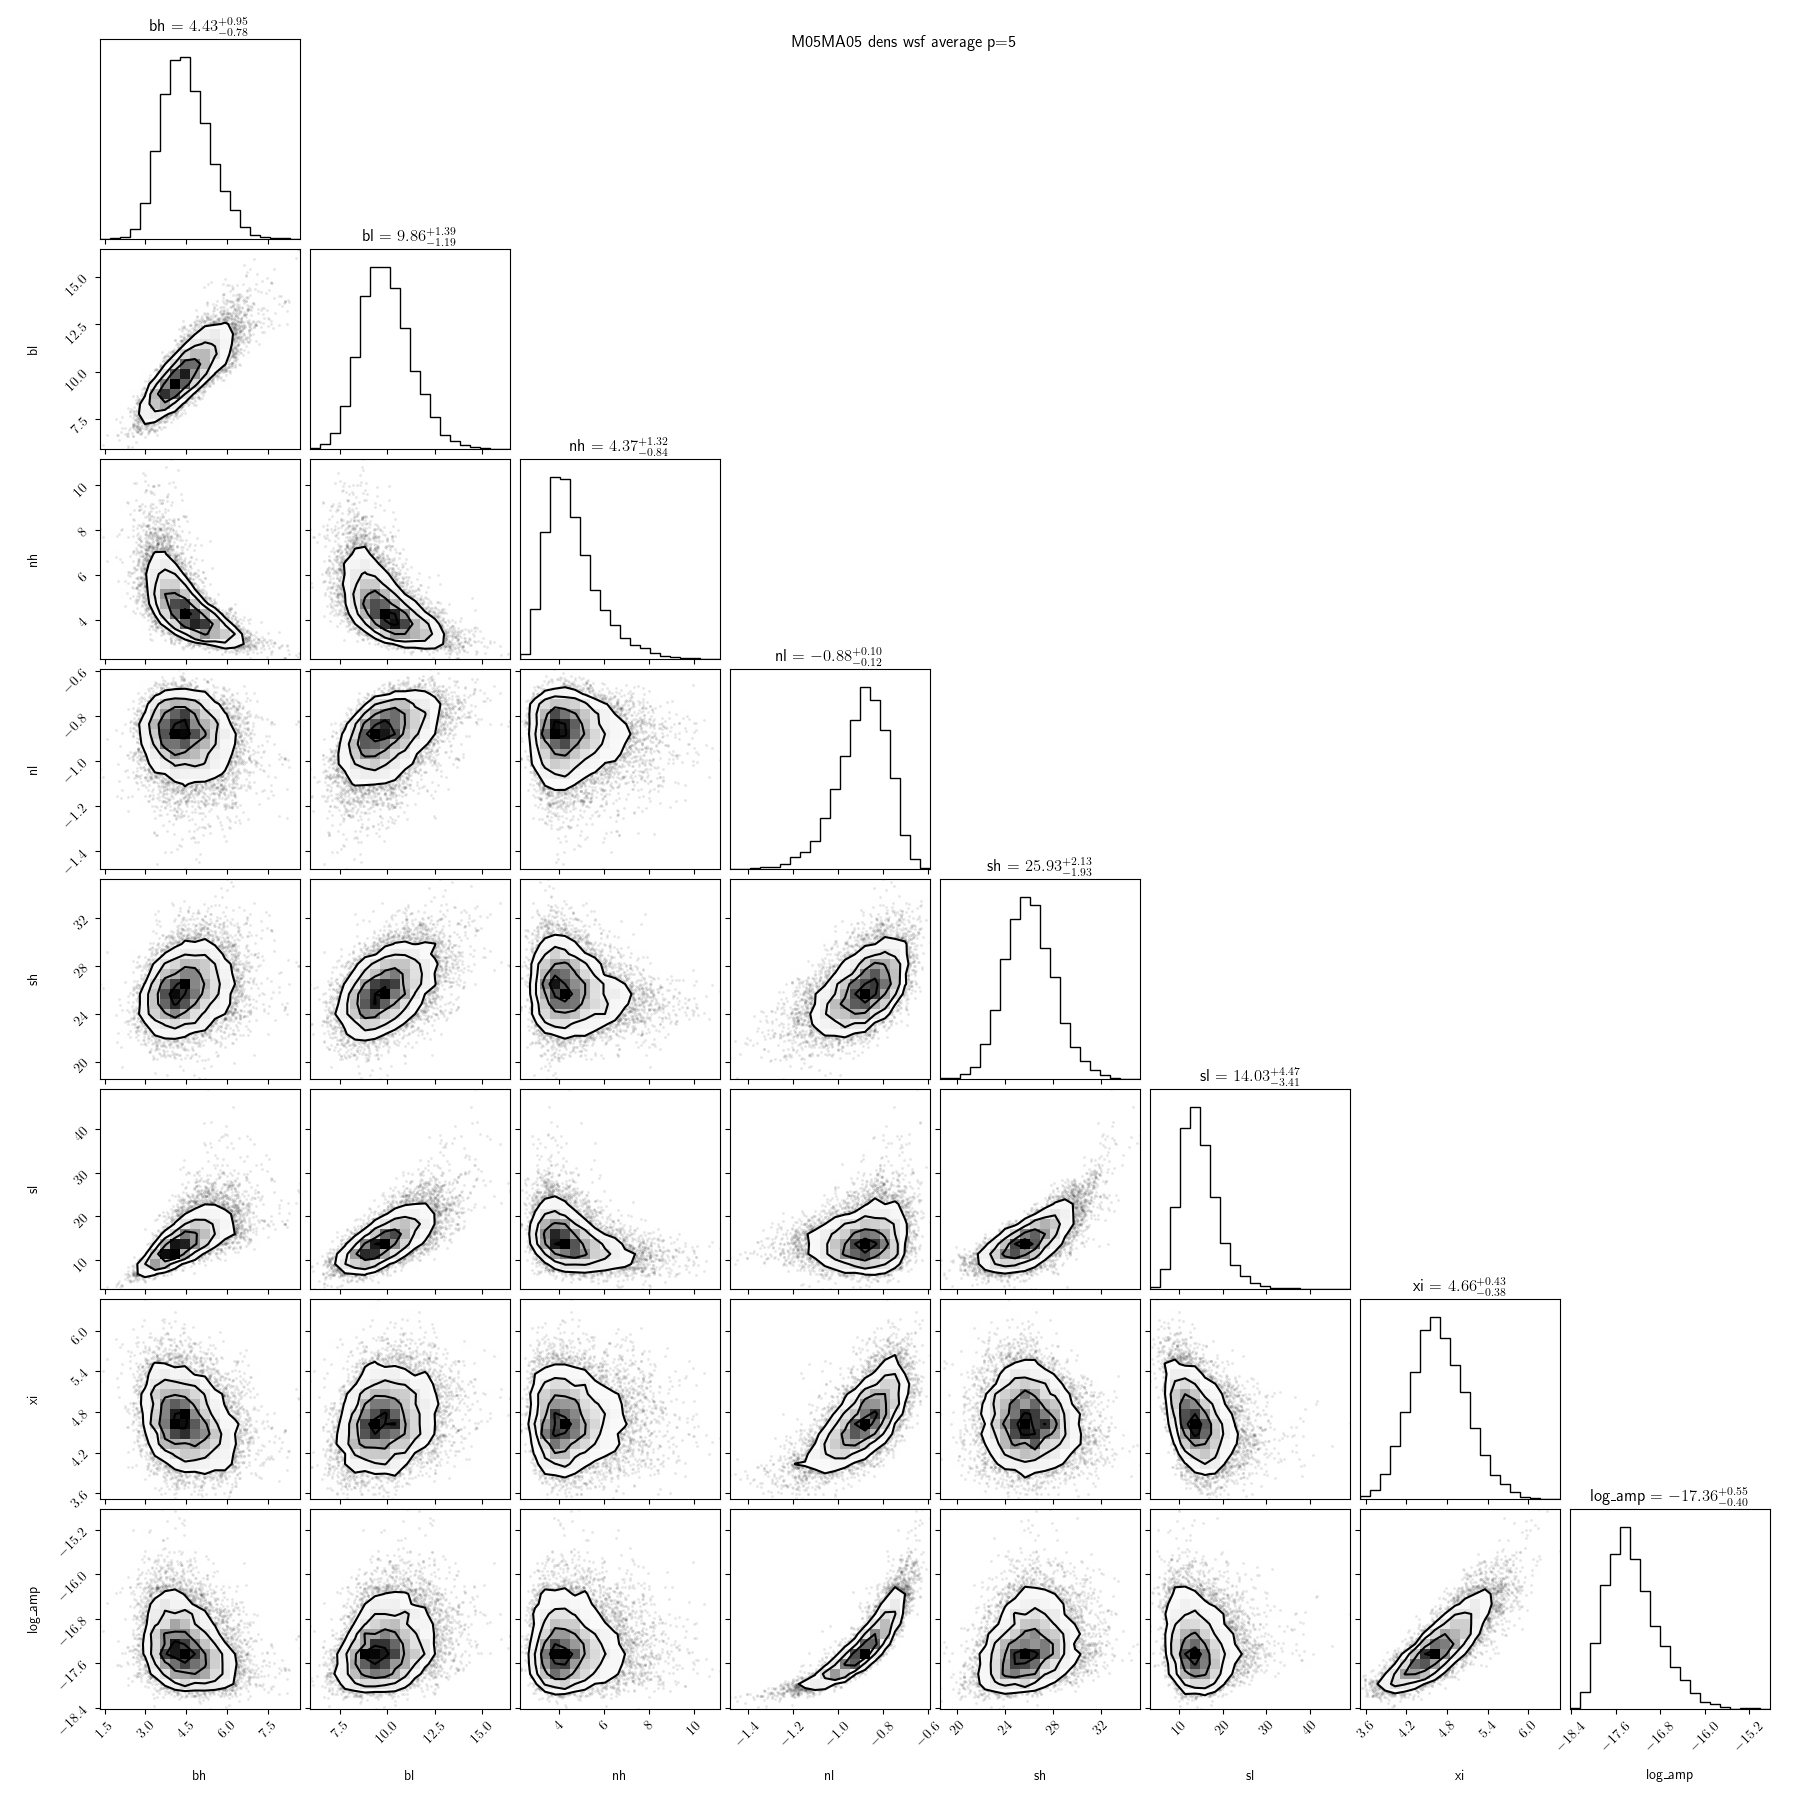 bh = 4.43^{+0.95}_{-0.78}
M05MA05 dens wsf average p=5
bl = 9.86^{+1.39}_{-1.19}
15.0
12.5
10.0
7.5
bl
nh = 4.37^{+1.32}_{-0.84}
10
8
6
4
nh
nl = −0.88^{+0.10}_{-0.12}
−0.6
−0.8
−1.0
−1.2
−1.4
nl
sh = 25.93^{+2.13}_{-1.93}
32
28
24
20
sh
sl = 14.03^{+4.47}_{-3.41}
40
30
20
10
sl
xi = 4.66^{+0.43}_{-0.38}
6.0
5.4
4.8
4.2
3.6
xi
log_amp = −17.36^{+0.55}_{-0.40}
−15.2
−16.0
−16.8
−17.6
−18.4
log_amp
1.5 3.0 4.5 6.0 7.5 7.5 10.0 12.5 15.0 4 6 8 10 −1.4 −1.2 −1.0 −0.8 −0.6 20 24 28 32 10 20 30 40 3.6 4.2 4.8 5.4 6.0 −18.4 −17.6 −16.8 −16.0 −15.2
bh bl nh nl sh sl xi log_amp